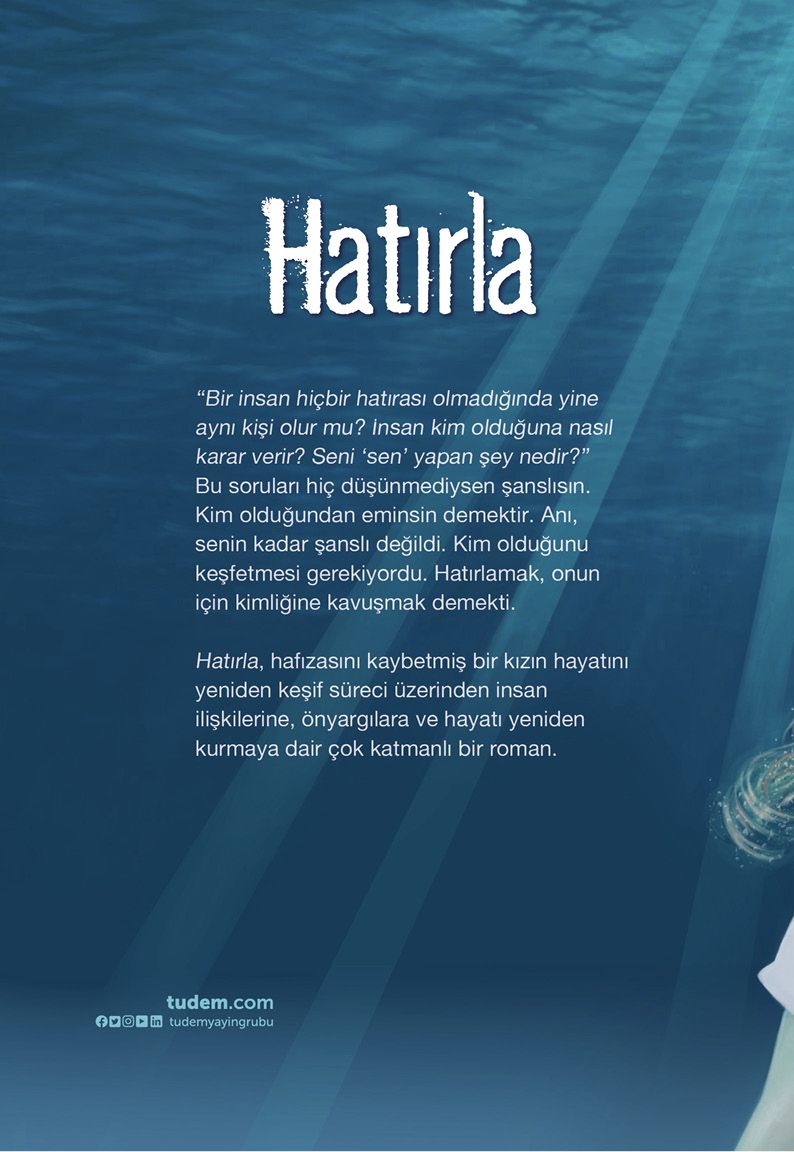 Hatırla
“Bir insan hiçbir hatırası olmadığında yine
aynı kişi olur mu? İnsan kim olduğuna nasıl
karar verir? Seni ‘sen’ yapan şey nedir?”
Bu soruları hiç düşünmediysen şanslısın.
Kim olduğundan eminsin demektir. Anı,
senin kadar şanslı değildi. Kim olduğunu
keşfetmesi gerekiyordu. Hatırlamak, onun
için kimliğine kavuşmak demekti.
Hatırla, hafızasını kaybetmiş bir kızın hayatını
yeniden keşif süreci üzerinden insan
ilişkilerine, önyargılara ve hayatı yeniden
kurmaya dair çok katmanlı bir roman.
tudem.com
tudemyayingrubu